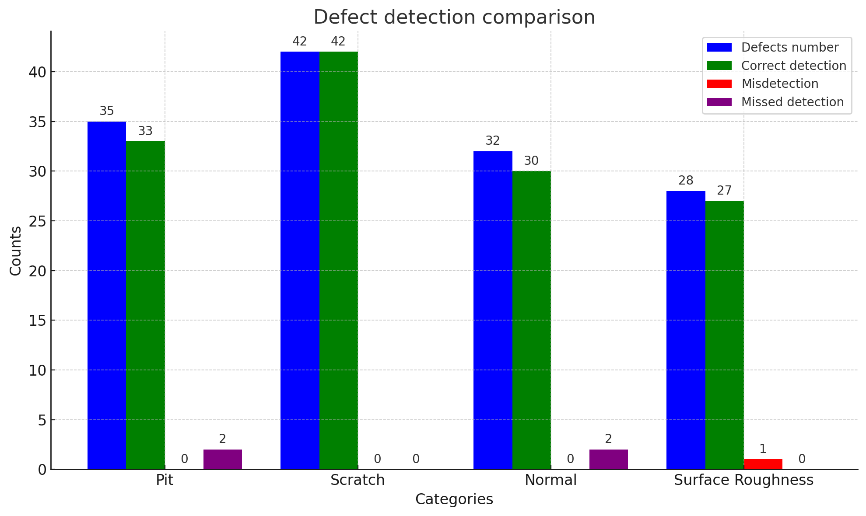 Defect detection comparison
Defects number
Correct detection
Misdetection
Missed detection
Counts
40
35
30
25
20
15
10
5
0
35
33
0
2
42
42
0
0
32
30
0
2
28
27
1
0
Pit
Scratch
Normal
Surface Roughness
Categories